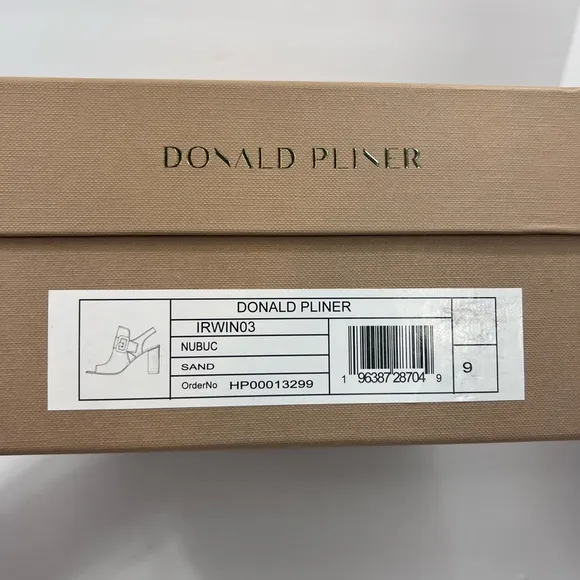 DONALD PLINER
DONALD PLINER
IRWIN03
NUBUC
SAND
OrderNo HP00013299
1 96387 28704 9
9